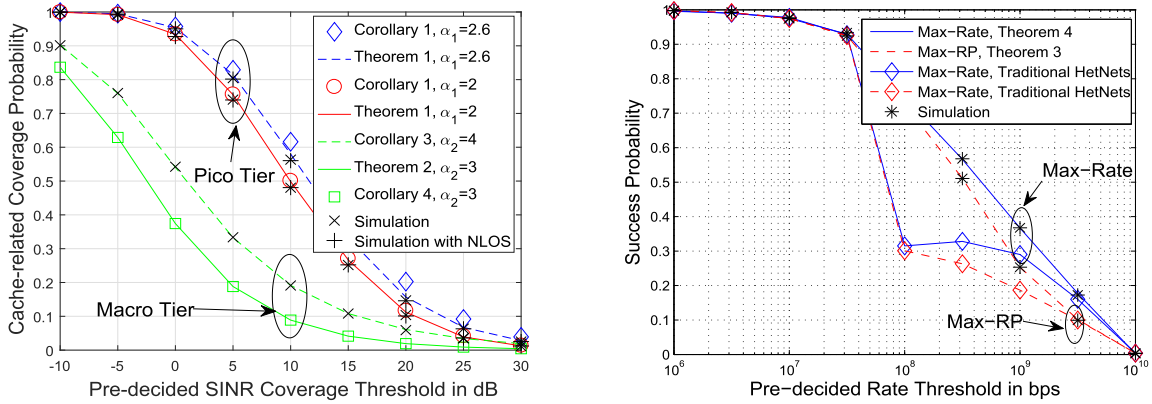 Cache-related Coverage Probability
1
0.9
0.8
0.7
0.6
0.5
0.4
0.3
0.2
0.1
0
-10
-5
0
5
10
15
20
25
30
Pre-decided SINR Coverage Threshold in dB
Corollary 1, α1=2.6
Theorem 1, α1=2.6
Corollary 1, α1=2
Theorem 1, α1=2
Corollary 3, α2=4
Theorem 2, α2=3
Corollary 4, α2=3
Simulation
Simulation with NLOS
Pico Tier
Macro Tier
Success Probability
1
0.9
0.8
0.7
0.6
0.5
0.4
0.3
0.2
0.1
0
10^6
10^7
10^8
10^9
10^10
Pre−decided Rate Threshold in bps
Max−Rate, Theorem 4
Max−RP, Theorem 3
Max−Rate, Traditional HetNets
Max−Rate, Traditional HetNets
Simulation
Max−Rate
Max−RP